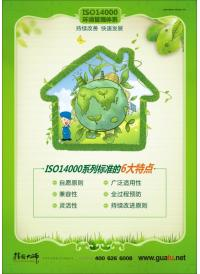 ISO14000
环境管理体系
持续改善 快速发展
ISO14000系列标准的6大特点
自愿原则
广泛适用性
兼容性
全过程预防
灵活性
持续改进原则
400 626 6008
www.guatu.net